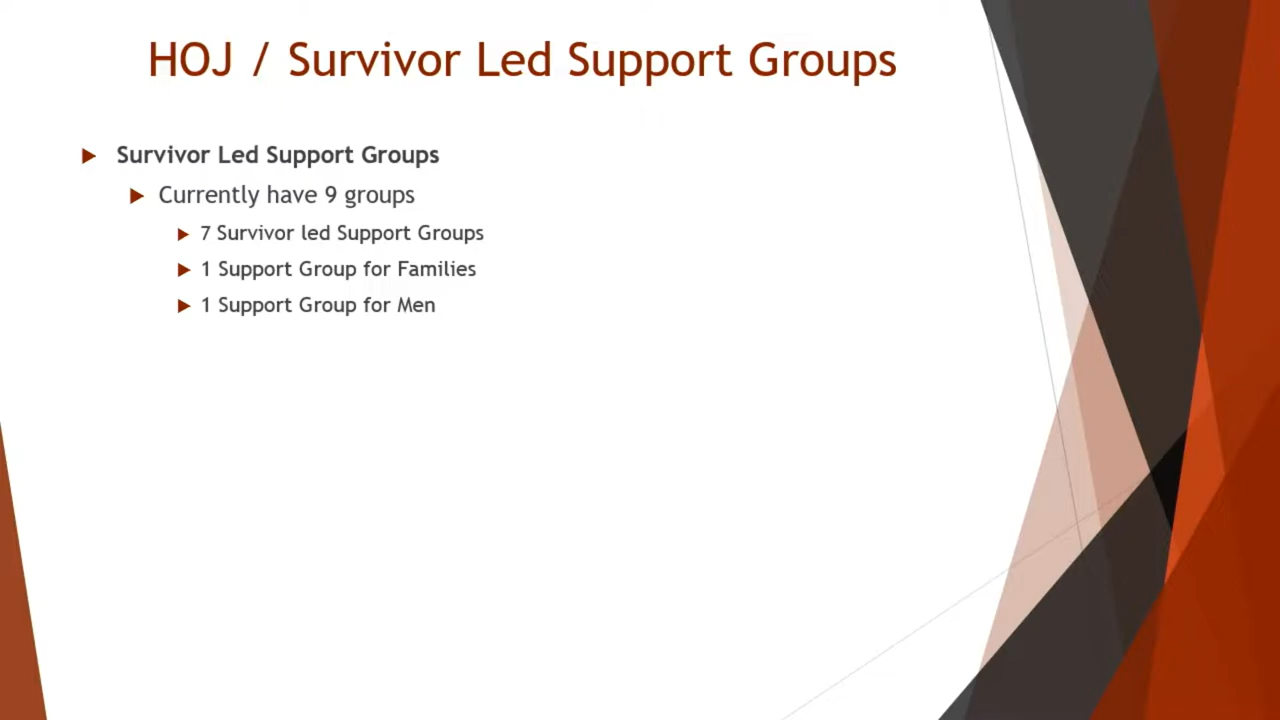 HOJ / Survivor Led Support Groups
Survivor Led Support Groups
Currently have 9 groups
7 Survivor led Support Groups
1 Support Group for Families
1 Support Group for Men